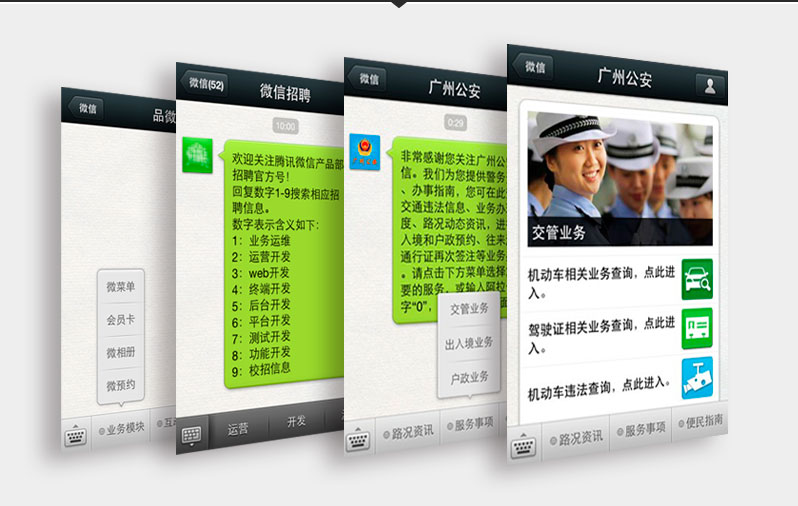 微信
品微
微菜单
会员卡
微相册
微预约
业务模块
微信(52)
微信招聘
10:00
欢迎关注腾讯微信产品部
招聘官方号!
回复数字1-9搜索相应招
聘信息。
数字表示含义如下:
1: 业务运维
2: 运营开发
3: web开发
4: 终端开发
5: 后台开发
6: 平台开发
7: 测试开发
8: 功能开发
9: 校招信息
运营
开发
微信
广州公安
0:29
非常感谢您关注广州公
信。我们为您提供警务
、办事指南，您可在此
交通违法信息、业务办
度、路况动态资讯，进
入境和户政预约、往来
通行证再次签注等业务
。请点击下方菜单选择
要的服务，或输入阿拉
字“0”，
面
交管业务
出入境业务
户政业务
路况资讯
服务事项
微信
广州公安
交管业务
机动车相关业务查询，点此进
入。
驾驶证相关业务查询，点此进
入。
机动车违法查询，点此进入。
路况资讯
服务事项
便民指南